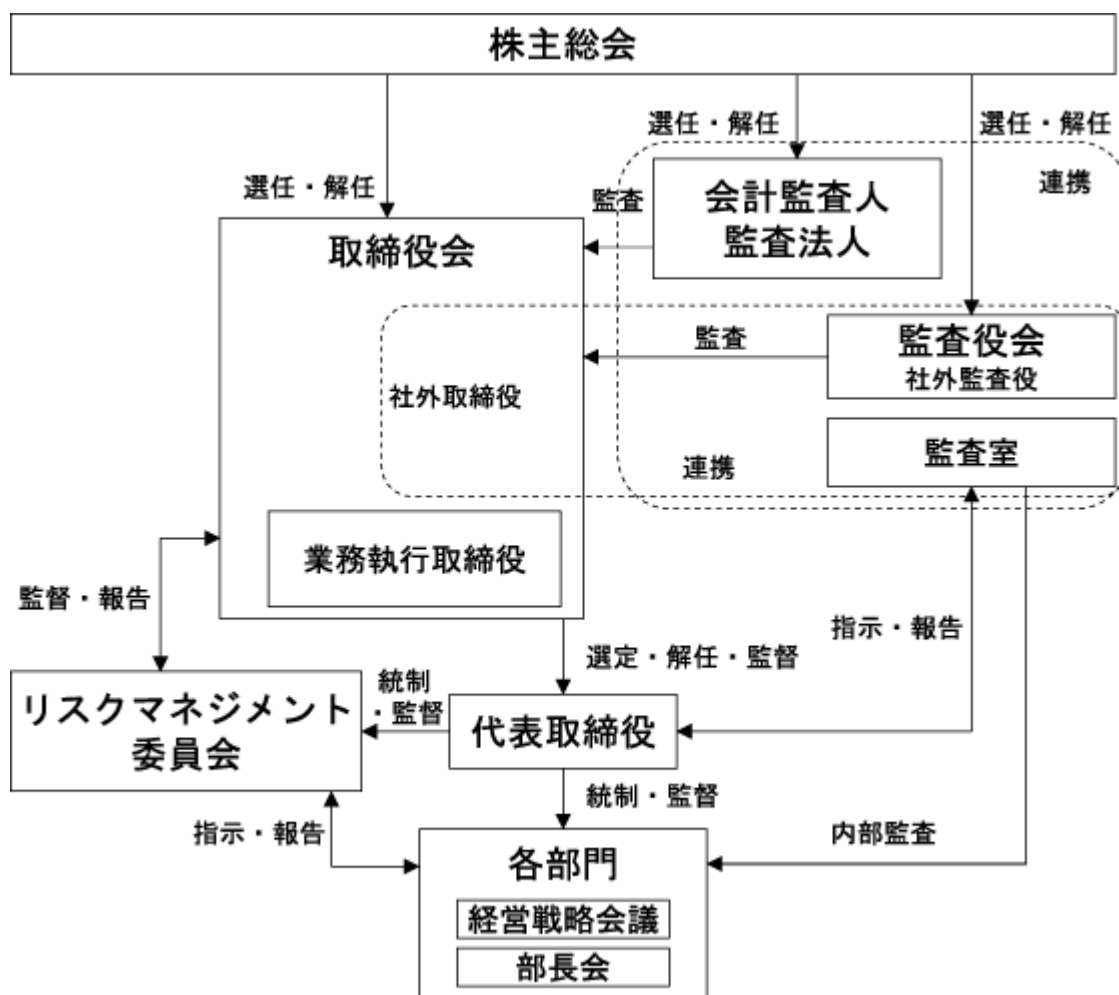 株主総会
選任・解任
選任・解任
選任・解任
連携
会計監査人
監査法人
監査
取締役会
監査役会
社外監査役
監査
社外取締役
監査室
連携
業務執行取締役
監督・報告
指示・報告
選定・解任・監督
統制
・監督
リスクマネジメント
委員会
代表取締役
統制・監督
指示・報告
内部監査
各部門
経営戦略会議
部長会